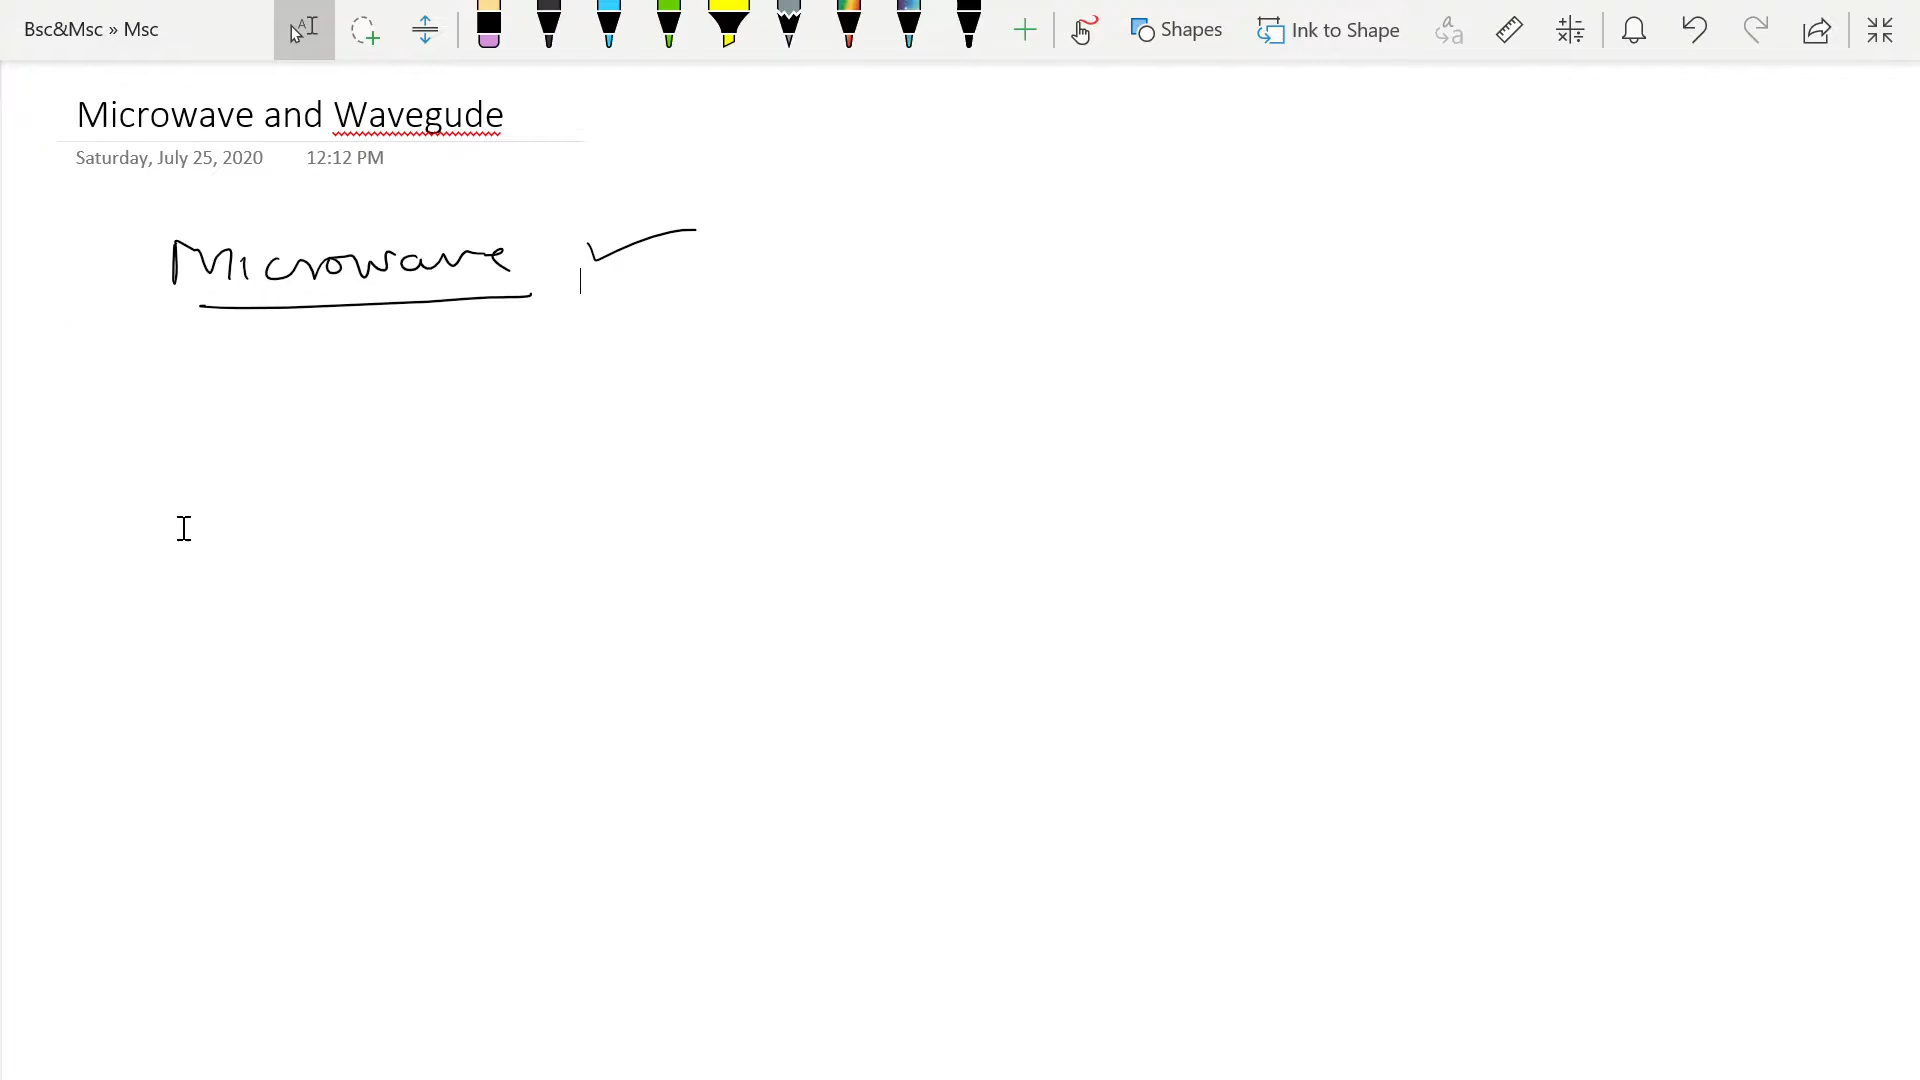 Bsc&Msc » Msc
Shapes
Ink to Shape
Microwave and Wavegude
Saturday, July 25, 2020 12:12 PM
Microwave